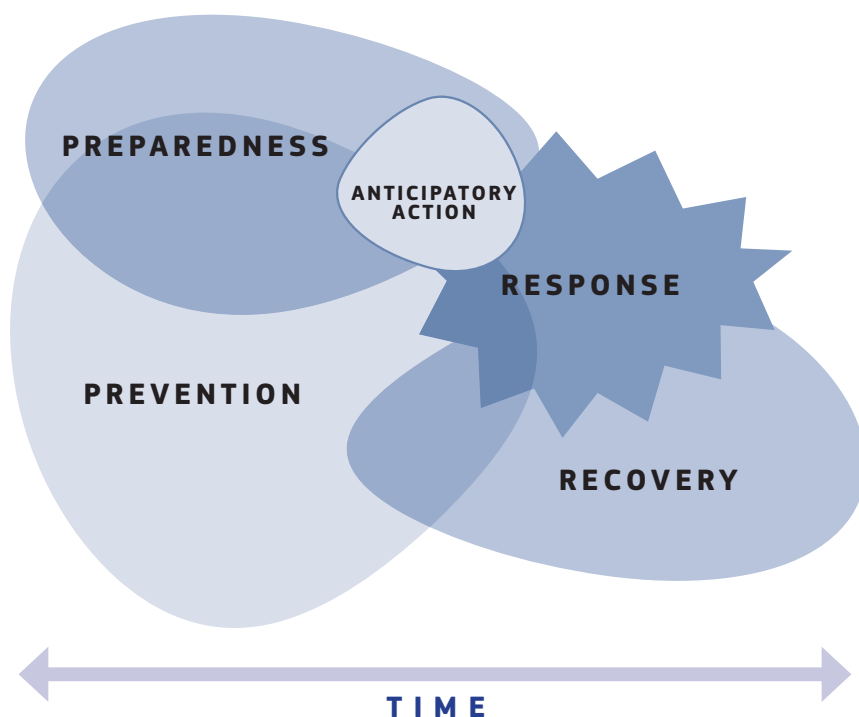 PREPAREDNESS
ANTICIPATORY
ACTION
RESPONSE
PREVENTION
RECOVERY
TIME